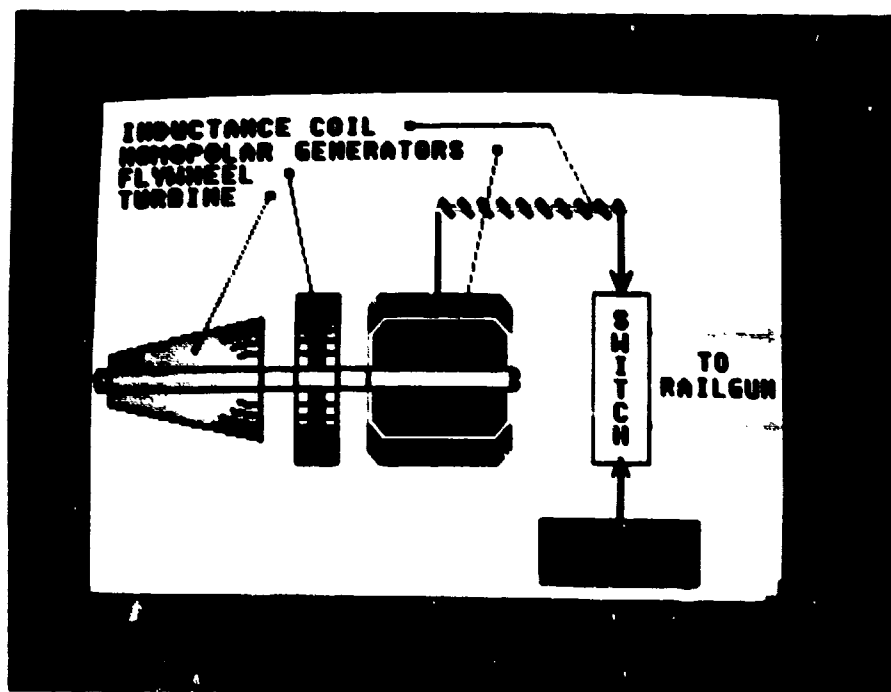 INDUCTANCE COIL
HOMOPOLAR GENERATORS
FLYWHEEL
TURBINE
SWITCH
TO
RAILGUN